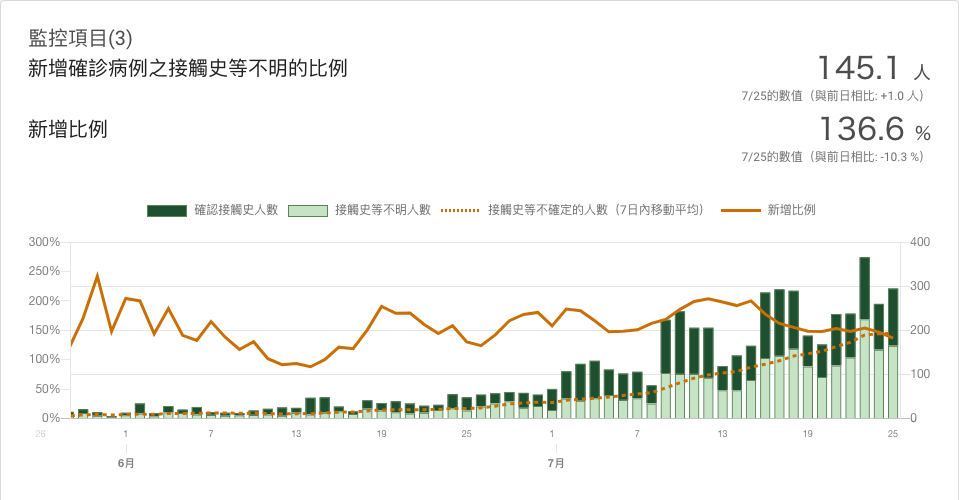 監控項目(3)
新增確診病例之接觸史等不明的比例
145.1 人
7/25的數值（與前日相比: +1.0 人）
新增比例
136.6 %
7/25的數值（與前日相比: -10.3 %）
確認接觸史人數 接觸史等不明人數 接觸史等不確定的人數（7日內移動平均） 新增比例
300% 400
250% 300
200%
150% 200
100% 100
50%
0% 0
26 1 7 13 19 25 1 7 13 19 25
6月 7月